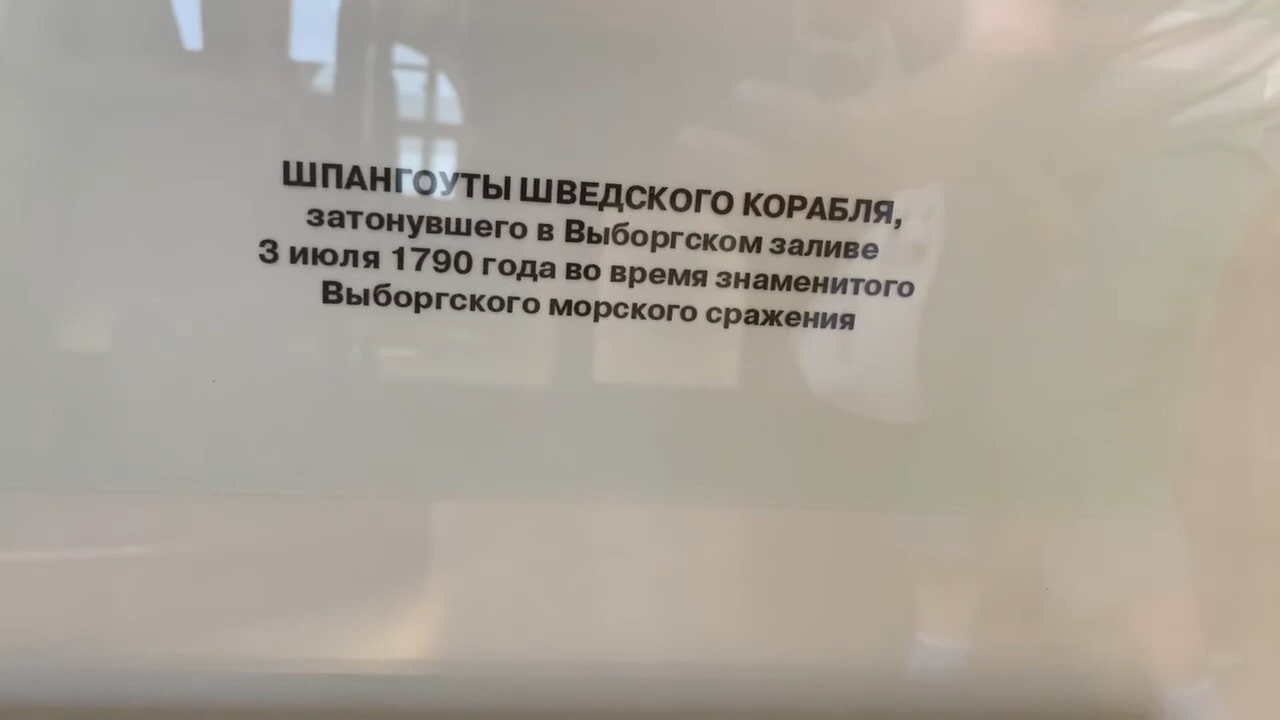 ШПАНГОУТЫ ШВЕДСКОГО КОРАБЛЯ,
затонувшего в Выборгском заливе
3 июля 1790 года во время знаменитого
Выборгского морского сражения